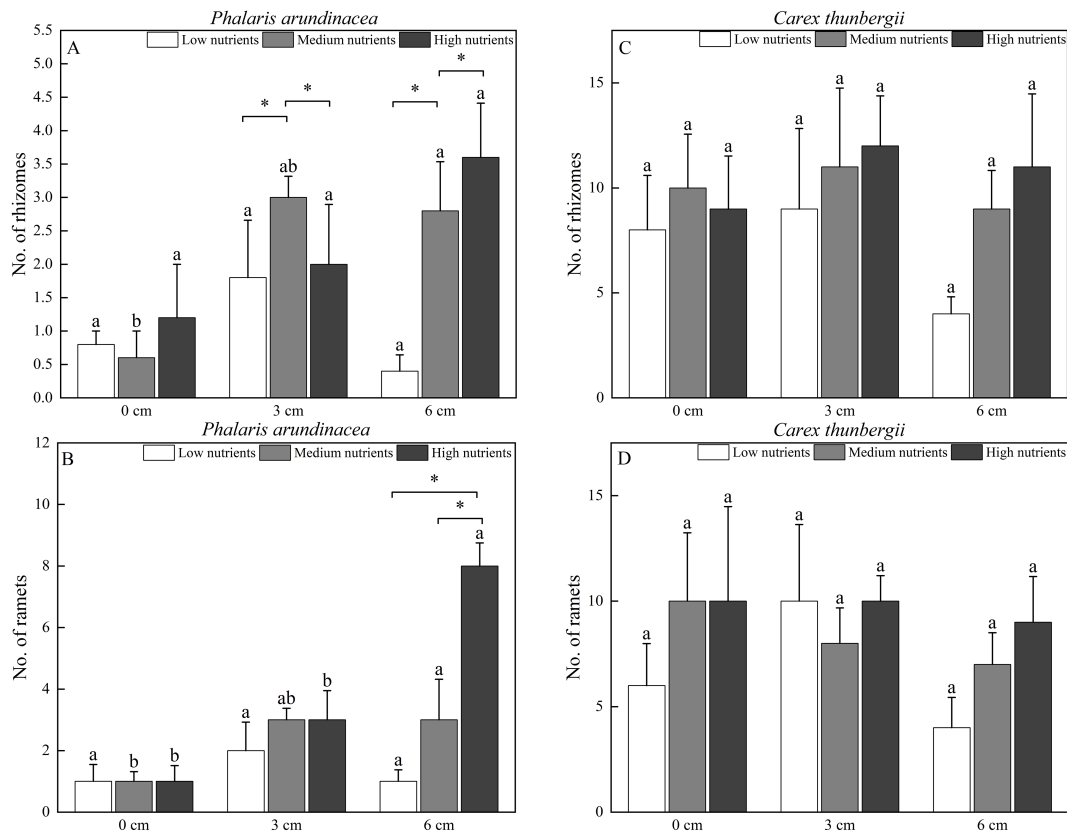 Phalaris arundinacea
A
Low nutrients Medium nutrients High nutrients
No. of rhizomes
5.5
5.0
4.5
4.0
3.5
3.0
2.5
2.0
1.5
1.0
0.5
0.0
* * * *
a b a
a ab a
a a a
0 cm 3 cm 6 cm
Carex thunbergii
C
Low nutrients Medium nutrients High nutrients
No. of rhizomes
15
10
5
0
a a a
a a a
a a a
0 cm 3 cm 6 cm
Phalaris arundinacea
B
Low nutrients Medium nutrients High nutrients
No. of ramets
12
10
8
6
4
2
0
*
*
a b b
a ab b
a a a
0 cm 3 cm 6 cm
Carex thunbergii
D
Low nutrients Medium nutrients High nutrients
No. of ramets
15
10
5
0
a a a
a a a
a a a
0 cm 3 cm 6 cm